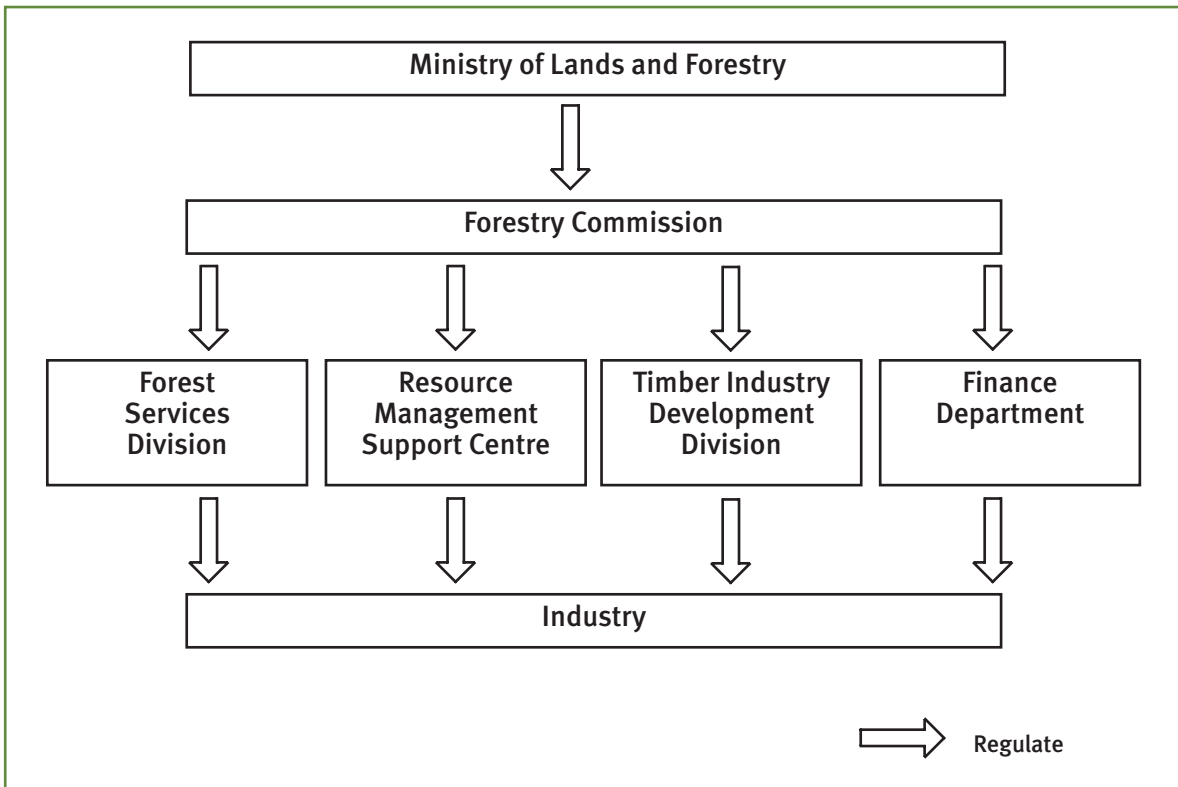 Ministry of Lands and Forestry
Forestry Commission
Forest
Services
Division
Resource
Management
Support Centre
Timber Industry
Development
Division
Finance
Department
Industry
Regulate